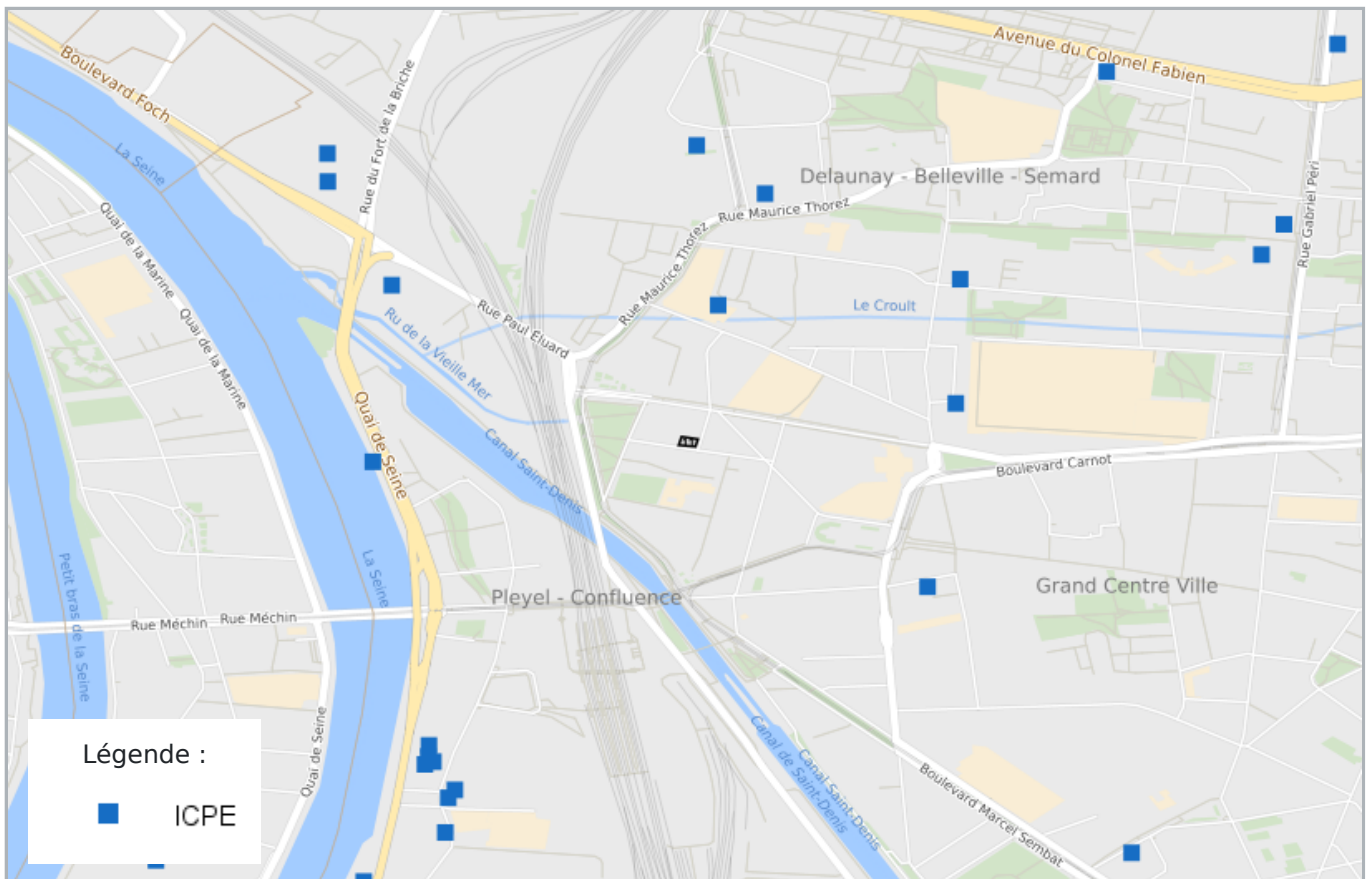 Avenue du Colonel Fabien
Boulevard Foch
Rue du Fort de la Briche
La Seine
Delaunay - Belleville - Semard
Rue Gabriel Péri
Rue Maurice Thorez
Quai de la Marine
Quai de la Marine
Rue Maurice Thorez
Le Croult
Rue Paul Eluard
Ru de la Vieille Mer
Quai de Seine
Canal Saint-Denis
Boulevard Carnot
La Seine
Petit bras de la Seine
Pleyel - Confluence
Grand Centre Ville
Rue Méchin
Rue Méchin
Quai de Seine
Canal de Saint-Denis
Canal Saint-Denis
Boulevard Marcel Sembat
Légende :
ICPE